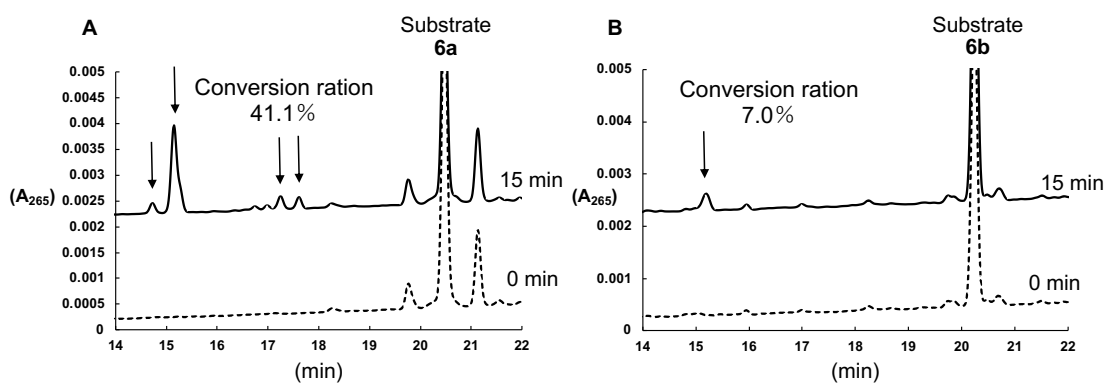 A
Substrate
6a
Conversion ration
41.1%
0.005
0.0045
0.004
0.0035
0.003
0.0025
0.002
0.0015
0.001
0.0005
0
(A265)
15 min
0 min
14 15 16 17 18 19 20 21 22
(min)
B
Substrate
6b
Conversion ration
7.0%
0.005
0.004
0.003
0.002
0.001
0
(A265)
15 min
0 min
14 15 16 17 18 19 20 21 22
(min)